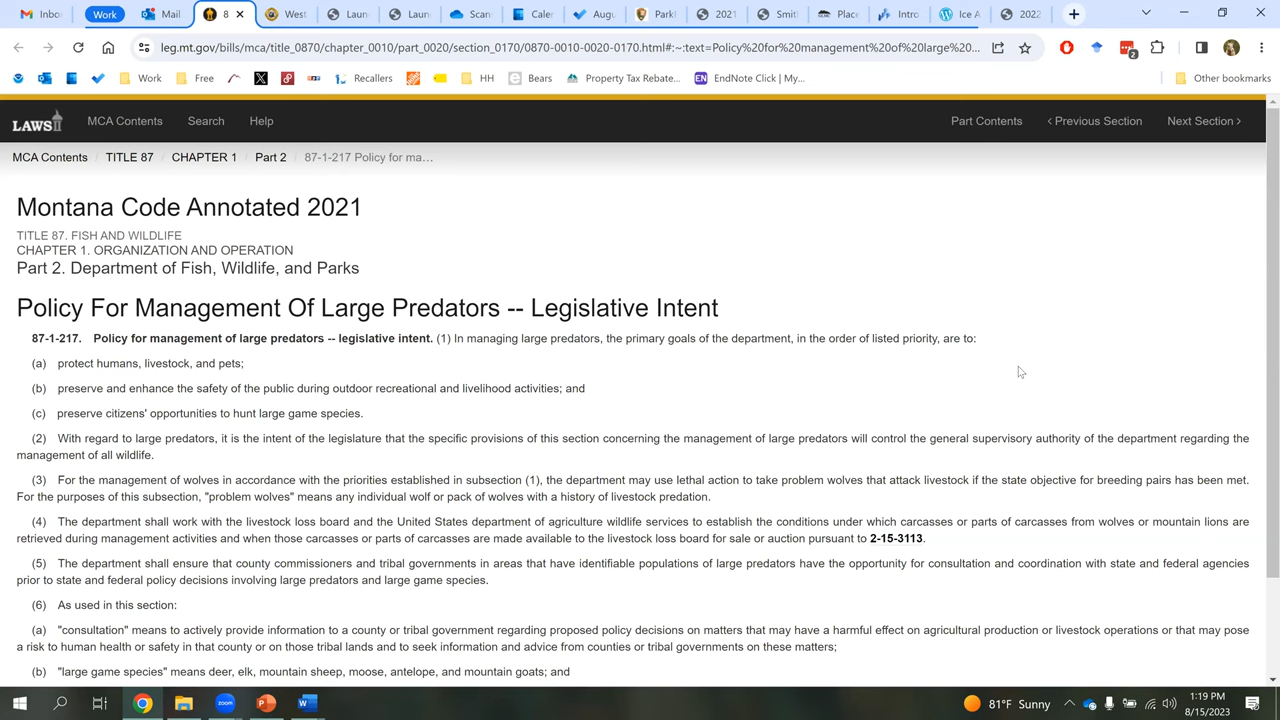 Inbo
Work
Mail
8
West
Laun
Laun
Scan
Caler
Augu
Parkl
2021
Smitl
Place
Intro
Ice A
2022
leg.mt.gov/bills/mca/title_0870/chapter_0010/part_0020/section_0170/0870-0010-0020-0170.html#:~:text=Policy%20for%20management%20of%20large%20...
2
Work
Free
X
Recallers
HH
Bears
Property Tax Rebate...
EN EndNote Click | My...
Other bookmarks
LAWS
MCA Contents
Search
Help
Part Contents
‹ Previous Section
Next Section ›
MCA Contents / TITLE 87 / CHAPTER 1 / Part 2 / 87-1-217 Policy for ma…
Montana Code Annotated 2021
TITLE 87. FISH AND WILDLIFE
CHAPTER 1. ORGANIZATION AND OPERATION
Part 2. Department of Fish, Wildlife, and Parks
Policy For Management Of Large Predators -- Legislative Intent
87-1-217. Policy for management of large predators -- legislative intent. (1) In managing large predators, the primary goals of the department, in the order of listed priority, are to:
(a) protect humans, livestock, and pets;
(b) preserve and enhance the safety of the public during outdoor recreational and livelihood activities; and
(c) preserve citizens' opportunities to hunt large game species.
(2) With regard to large predators, it is the intent of the legislature that the specific provisions of this section concerning the management of large predators will control the general supervisory authority of the department regarding the
management of all wildlife.
(3) For the management of wolves in accordance with the priorities established in subsection (1), the department may use lethal action to take problem wolves that attack livestock if the state objective for breeding pairs has been met.
For the purposes of this subsection, "problem wolves" means any individual wolf or pack of wolves with a history of livestock predation.
(4) The department shall work with the livestock loss board and the United States department of agriculture wildlife services to establish the conditions under which carcasses or parts of carcasses from wolves or mountain lions are
retrieved during management activities and when those carcasses or parts of carcasses are made available to the livestock loss board for sale or auction pursuant to 2-15-3113.
(5) The department shall ensure that county commissioners and tribal governments in areas that have identifiable populations of large predators have the opportunity for consultation and coordination with state and federal agencies
prior to state and federal policy decisions involving large predators and large game species.
(6) As used in this section:
(a) "consultation" means to actively provide information to a county or tribal government regarding proposed policy decisions on matters that may have a harmful effect on agricultural production or livestock operations or that may pose
a risk to human health or safety in that county or on those tribal lands and to seek information and advice from counties or tribal governments on these matters;
(b) "large game species" means deer, elk, mountain sheep, moose, antelope, and mountain goats; and
zoom
81°F Sunny
1:19 PM
8/15/2023